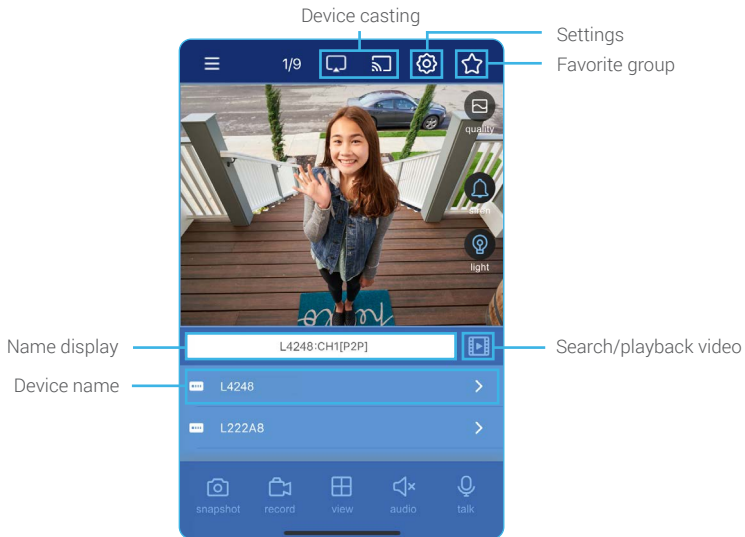 Device casting
Settings
Favorite group
1/9
quality
siren
light
hello
Name display
L4248:CH1[P2P]
Search/playback video
Device name
L4248
L222A8
snapshot
record
view
audio
talk